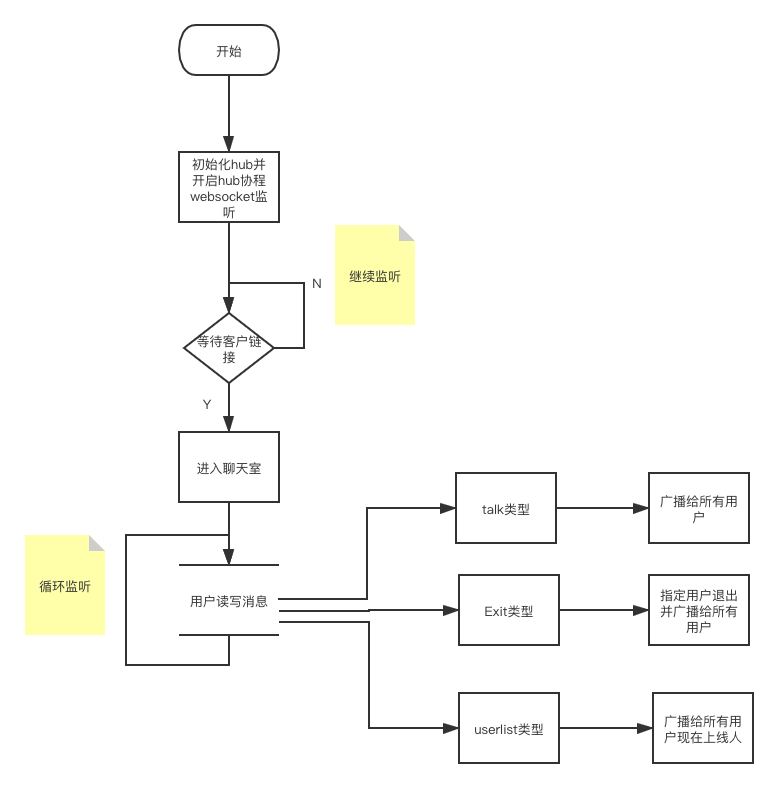 开始
初始化hub并
开启hub协程
websocket监
听
N
继续监听
等待客户链
接
Y
进入聊天室
talk类型
广播给所有用
户
循环监听
用户读写消息
Exit类型
指定用户退出
并广播给所有
用户
userlist类型
广播给所有用
户现在上线人